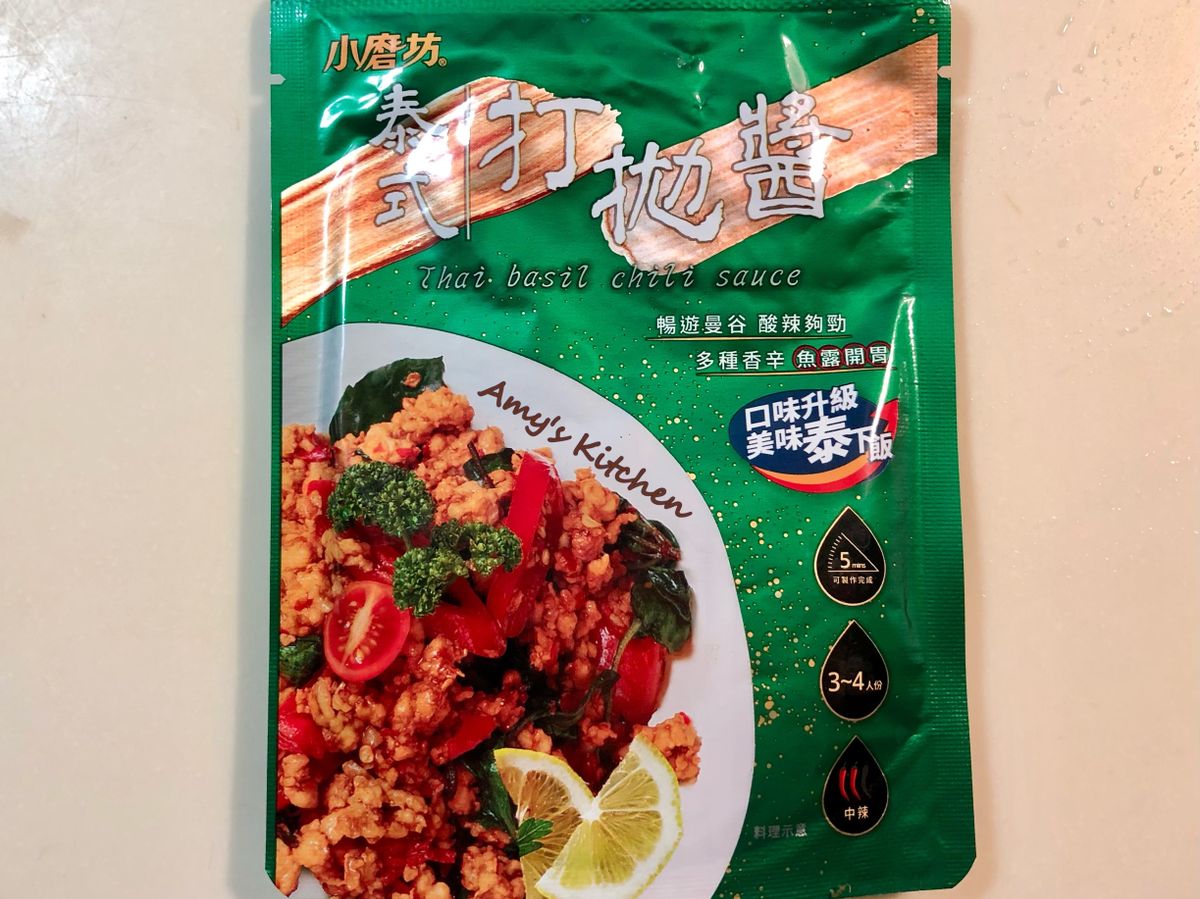 小磨坊®
泰式 打拋醬
Thai basil chili sauce
暢遊曼谷 酸辣夠勁
多種香辛 魚露開胃
口味升級
美味泰下飯
Amy's Kitchen
5 mins
可製作完成
3~4人份
中辣
料理示意